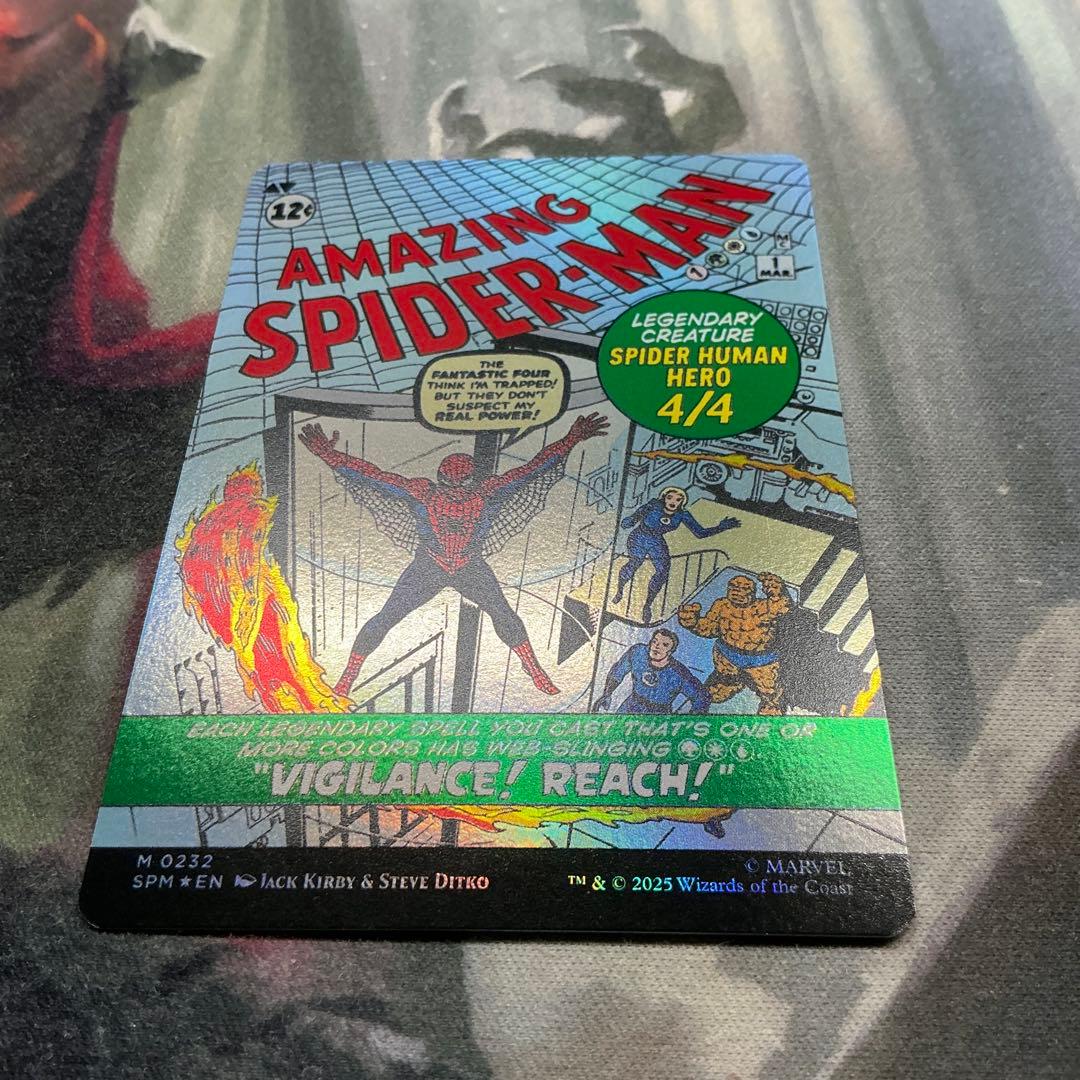 12¢
AMAZING
SPIDER-MAN
1
1
MAR.
LEGENDARY
CREATURE
SPIDER HUMAN
HERO
4/4
THE
FANTASTIC FOUR
THINK I'M TRAPPED!
BUT THEY DON'T
SUSPECT MY
REAL POWER!
EACH LEGENDARY SPELL YOU CAST THAT'S ONE OR
MORE COLORS HAS WEB-SLINGING
"VIGILANCE! REACH!"
M 0232
SPM★EN JACK KIRBY & STEVE DITKO
© MARVEL
™ & © 2025 Wizards of the Coast